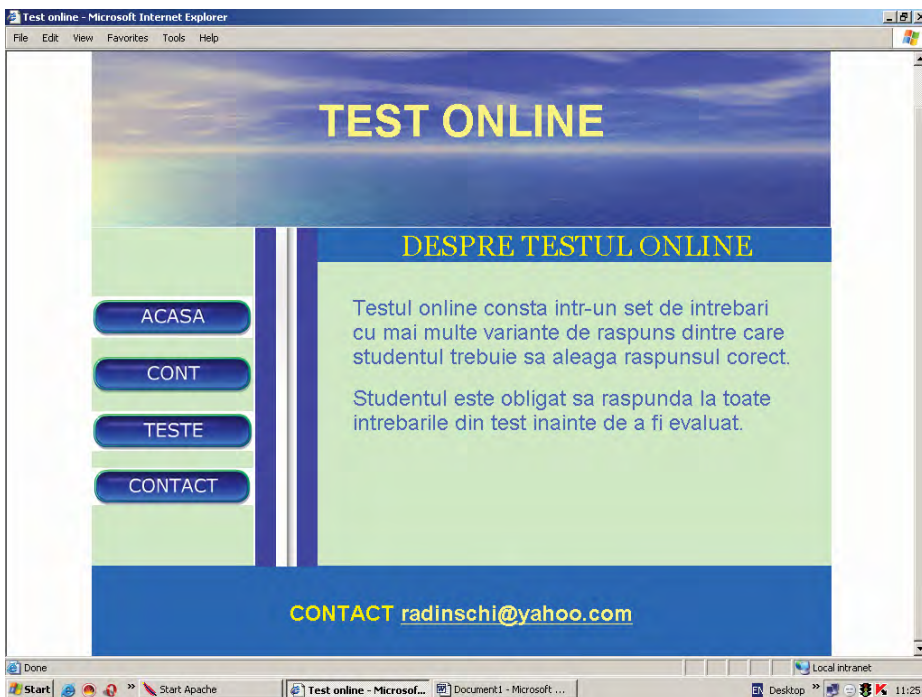 Test online - Microsoft Internet Explorer
File Edit View Favorites Tools Help
TEST ONLINE
DESPRE TESTUL ONLINE
ACASA
CONT
TESTE
CONTACT
Testul online consta intr-un set de intrebari
cu mai multe variante de raspuns dintre care
studentul trebuie sa aleaga raspunsul corect.
Studentul este obligat sa raspunda la toate
intrebarile din test inainte de a fi evaluat.
CONTACT radinschi@yahoo.com
Done Local intranet
Start » Start Apache Test online - Microsof... Document1 - Microsoft ... EN Desktop » 11:25